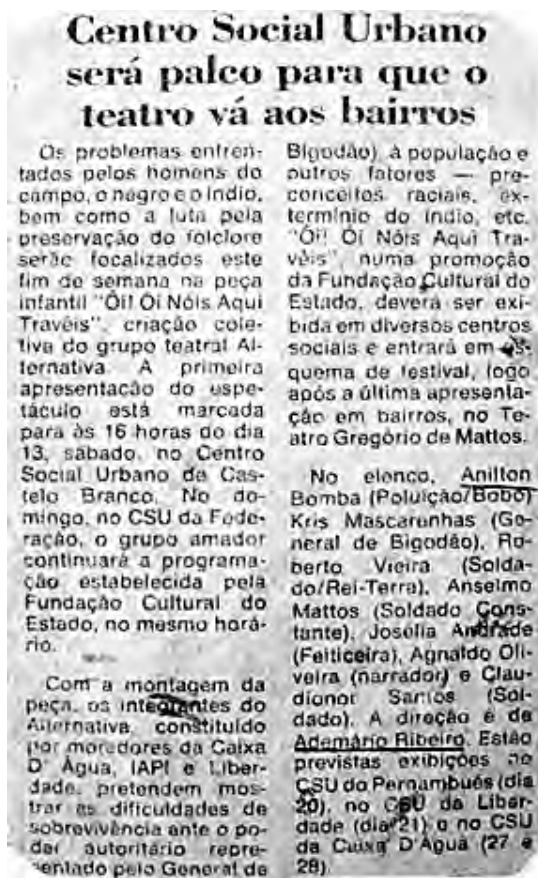 Centro Social Urbano
será palco para que o
teatro vá aos bairros
Os problemas enfren-
tados pelos homens do
campo, o negro e o índio,
bem como a luta pela
preservação do folclore
serão focalizados este
fim de semana na peça
infantil "Ói! Oi Nóis Aqui
Travéis", criação cole-
tiva do grupo teatral Al-
ternativa. A primeira
apresentação do espe-
táculo está marcada
para às 16 horas do dia
13, sábado, no Centro
Social Urbano de Cas-
telo Branco. No do-
mingo, no CSU da Fede-
ração, o grupo amador
continuará a programa-
ção estabelecida pela
Fundação Cultural do
Estado, no mesmo horá-
rio.
Com a montagem da
peça, os integrantes do
Alternativa, constituído
por moradores da Caixa
D' Água, IAPI e Liber-
dade, pretendem mos-
trar as dificuldades de
sobrevivência ante o po-
der autoritário repre-
sentado pelo General de
Bigodão), à população e
outros fatores — pre-
conceitos raciais, ex-
termínio do índio, etc.
"Ói! Oi Nóis Aqui Tra-
véis", numa promoção
da Fundação Cultural do
Estado, deverá ser exi-
bida em diversos centros
sociais e entrará em es-
quema de festival, logo
após a última apresenta-
ção em bairros, no Te-
atro Gregório de Mattos.
No elenco, Anilton
Bomba (Poluição/Bobo)
Kris Mascarenhas (Ge-
neral de Bigodão), Ro-
berto Vieira (Solda-
do/Rei-Terra), Anselmo
Mattos (Soldado Cons-
tante), Josélia Andrade
(Feiticeira), Agnaldo Oli-
veira (narrador) e Clau-
dionor Santos (Sol-
dado). A direção é de
Ademário Ribeiro. Estão
previstas exibições no
CSU do Pernambués (dia
20), no CSU da Liber-
dade (dia 21) e no CSU
da Caixa D'Água (27 e
28).